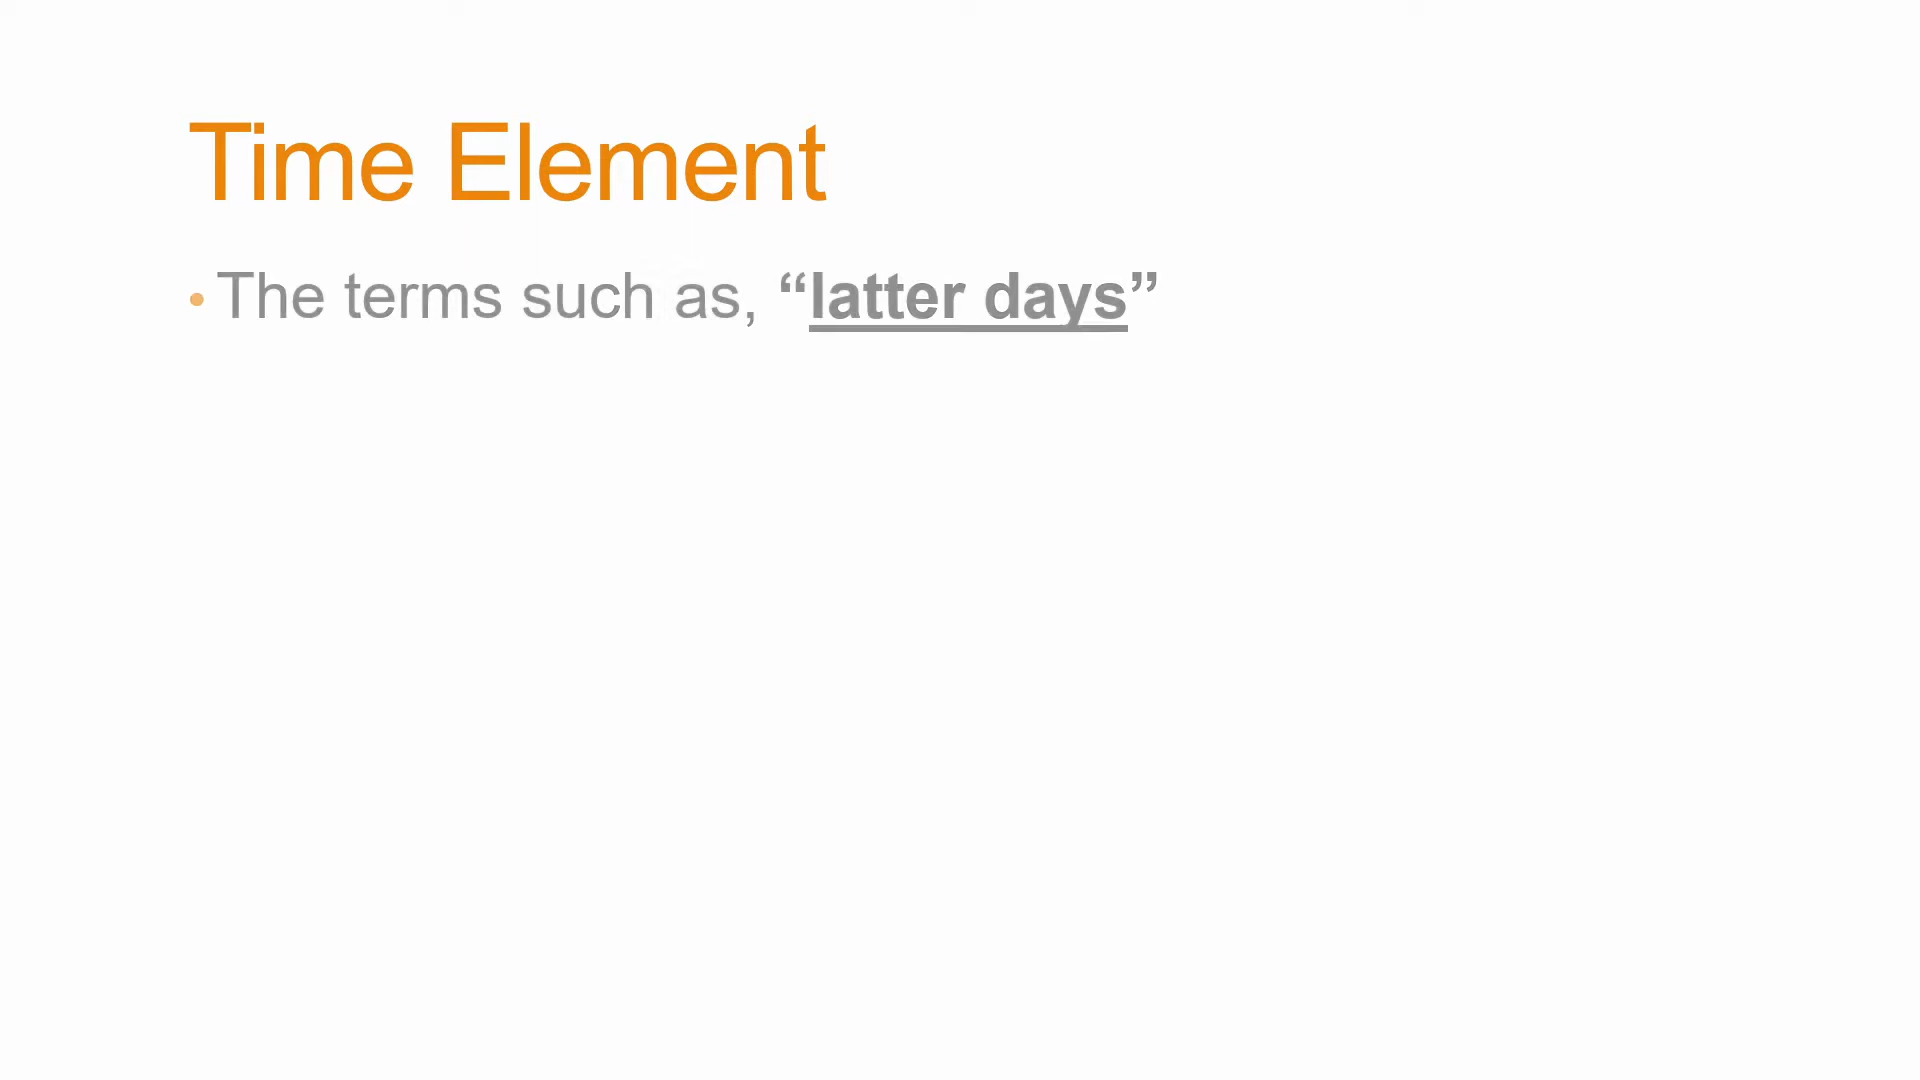 Time Element
• The terms such as, “latter days”